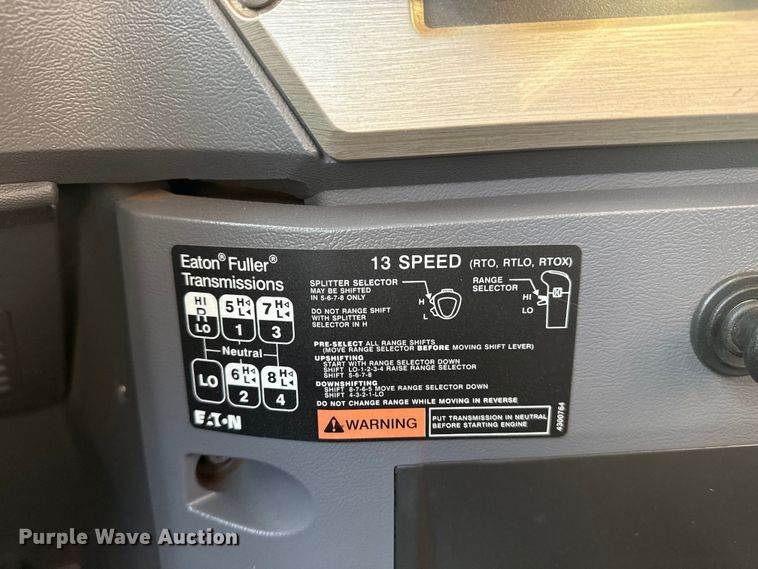 Eaton® Fuller®
Transmissions
13 SPEED (RTO, RTLO, RTOX)
HI
R
LO
5 H L
1
7 H L
3
Neutral
LO
6 H L
2
8 H L
4
EATON
SPLITTER SELECTOR
MAY BE SHIFTED
IN 5-6-7-8 ONLY
H
L
DO NOT RANGE SHIFT
WITH SPLITTER
SELECTOR IN H
RANGE
SELECTOR
HI
LO
PRE-SELECT ALL RANGE SHIFTS
(MOVE RANGE SELECTOR BEFORE MOVING SHIFT LEVER)
UPSHIFTING
START WITH RANGE SELECTOR DOWN
SHIFT LO-1-2-3-4 RAISE RANGE SELECTOR
SHIFT 5-6-7-8
DOWNSHIFTING
SHIFT 8-7-6-5 MOVE RANGE SELECTOR DOWN
SHIFT 4-3-2-1-LO
DO NOT CHANGE RANGE WHILE MOVING IN REVERSE
WARNING
PUT TRANSMISSION IN NEUTRAL
BEFORE STARTING ENGINE
4300764
Purple Wave Auction